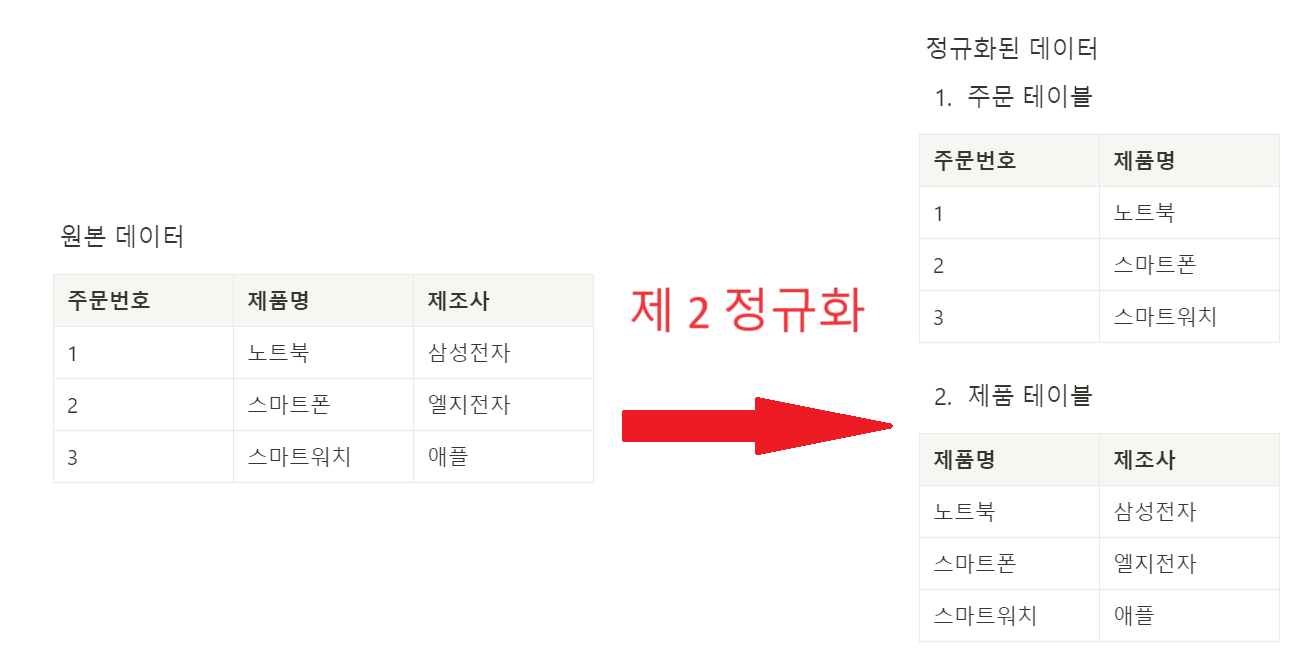 원본 데이터
주문번호 제품명 제조사
1 노트북 삼성전자
2 스마트폰 엘지전자
3 스마트워치 애플
제 2 정규화
정규화된 데이터
1. 주문 테이블
주문번호 제품명
1 노트북
2 스마트폰
3 스마트워치
2. 제품 테이블
제품명 제조사
노트북 삼성전자
스마트폰 엘지전자
스마트워치 애플